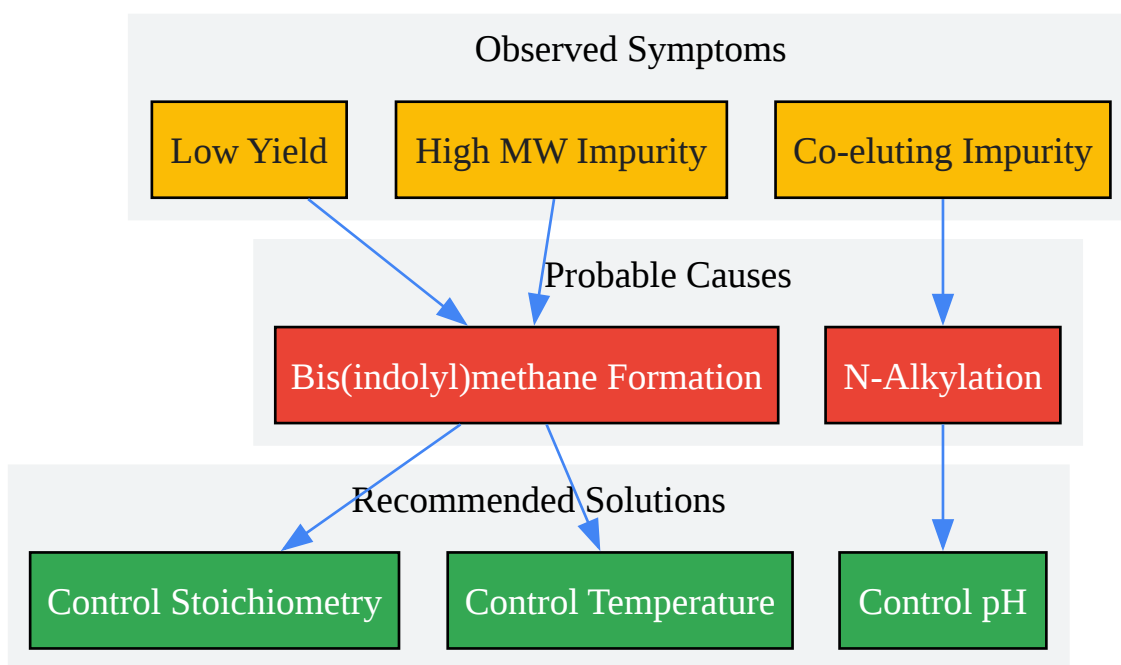 Observed Symptoms
Low Yield
High MW Impurity
Co-eluting Impurity
Probable Causes
Bis(indolyl)methane Formation
N-Alkylation
Recommended Solutions
Control Stoichiometry
Control Temperature
Control pH